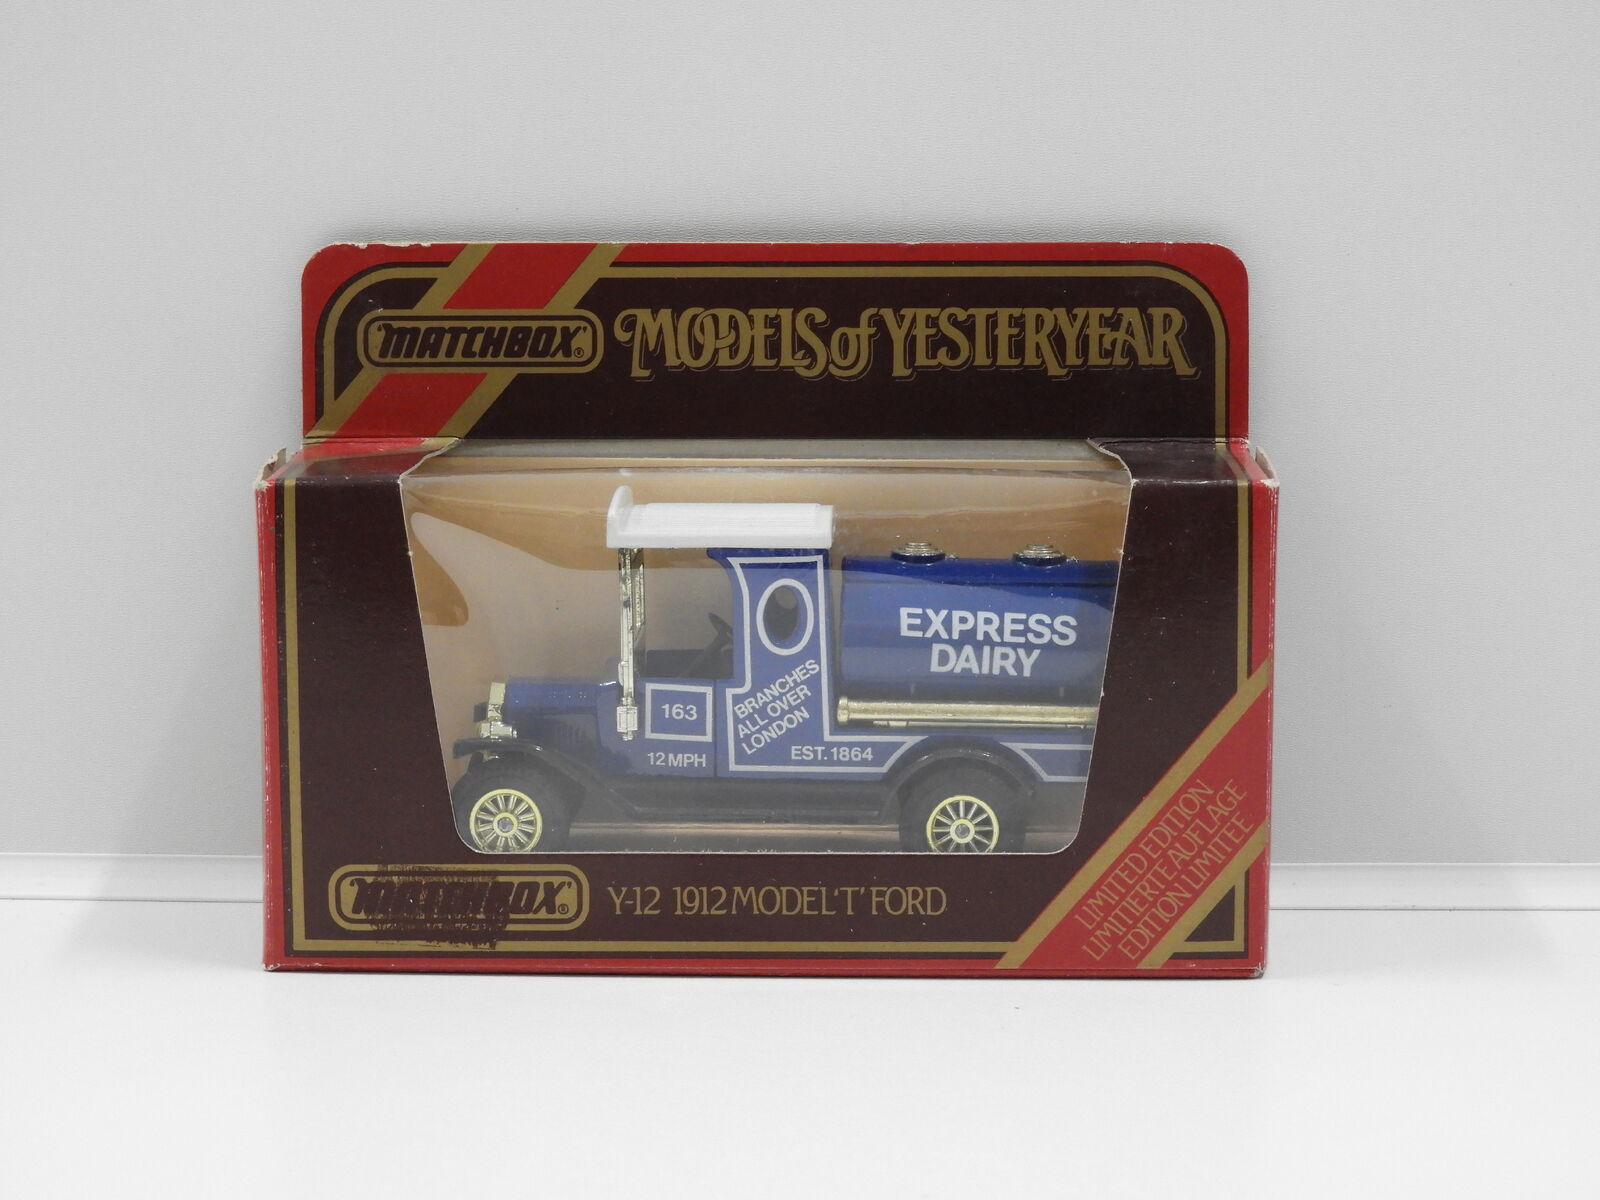 MATCHBOX® MODELS of YESTERYEAR
EXPRESS
DAIRY
163
BRANCHES
ALL OVER
LONDON
12 MPH
EST. 1864
MATCHBOX® Y-12 1912 MODEL 'T' FORD
LIMITED EDITION
LIMITIERTE AUFLAGE
EDITION LIMITEE